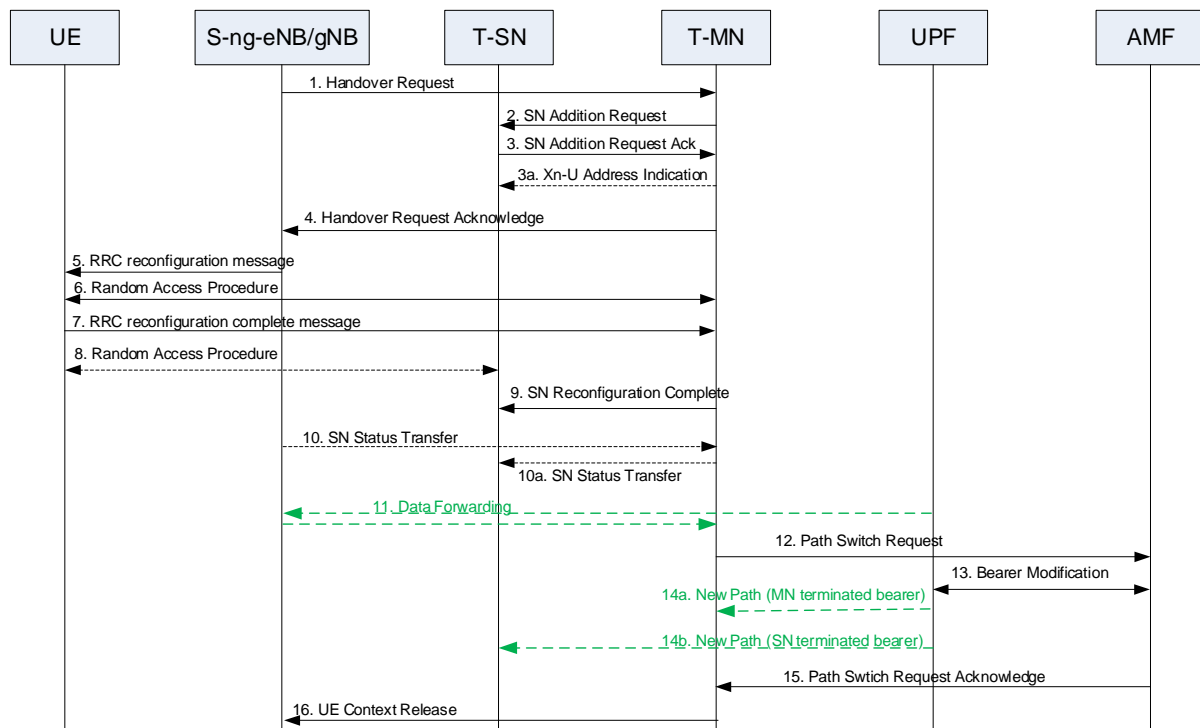 UE
S-ng-eNB/gNB
T-SN
T-MN
UPF
AMF
1. Handover Request
2. SN Addition Request
3. SN Addition Request Ack
3a. Xn-U Address Indication
4. Handover Request Acknowledge
5. RRC reconfiguration message
6. Random Access Procedure
7. RRC reconfiguration complete message
8. Random Access Procedure
9. SN Reconfiguration Complete
10. SN Status Transfer
10a. SN Status Transfer
11. Data Forwarding
12. Path Switch Request
13. Bearer Modification
14a. New Path (MN terminated bearer)
14b. New Path (SN terminated bearer)
15. Path Swtich Request Acknowledge
16. UE Context Release